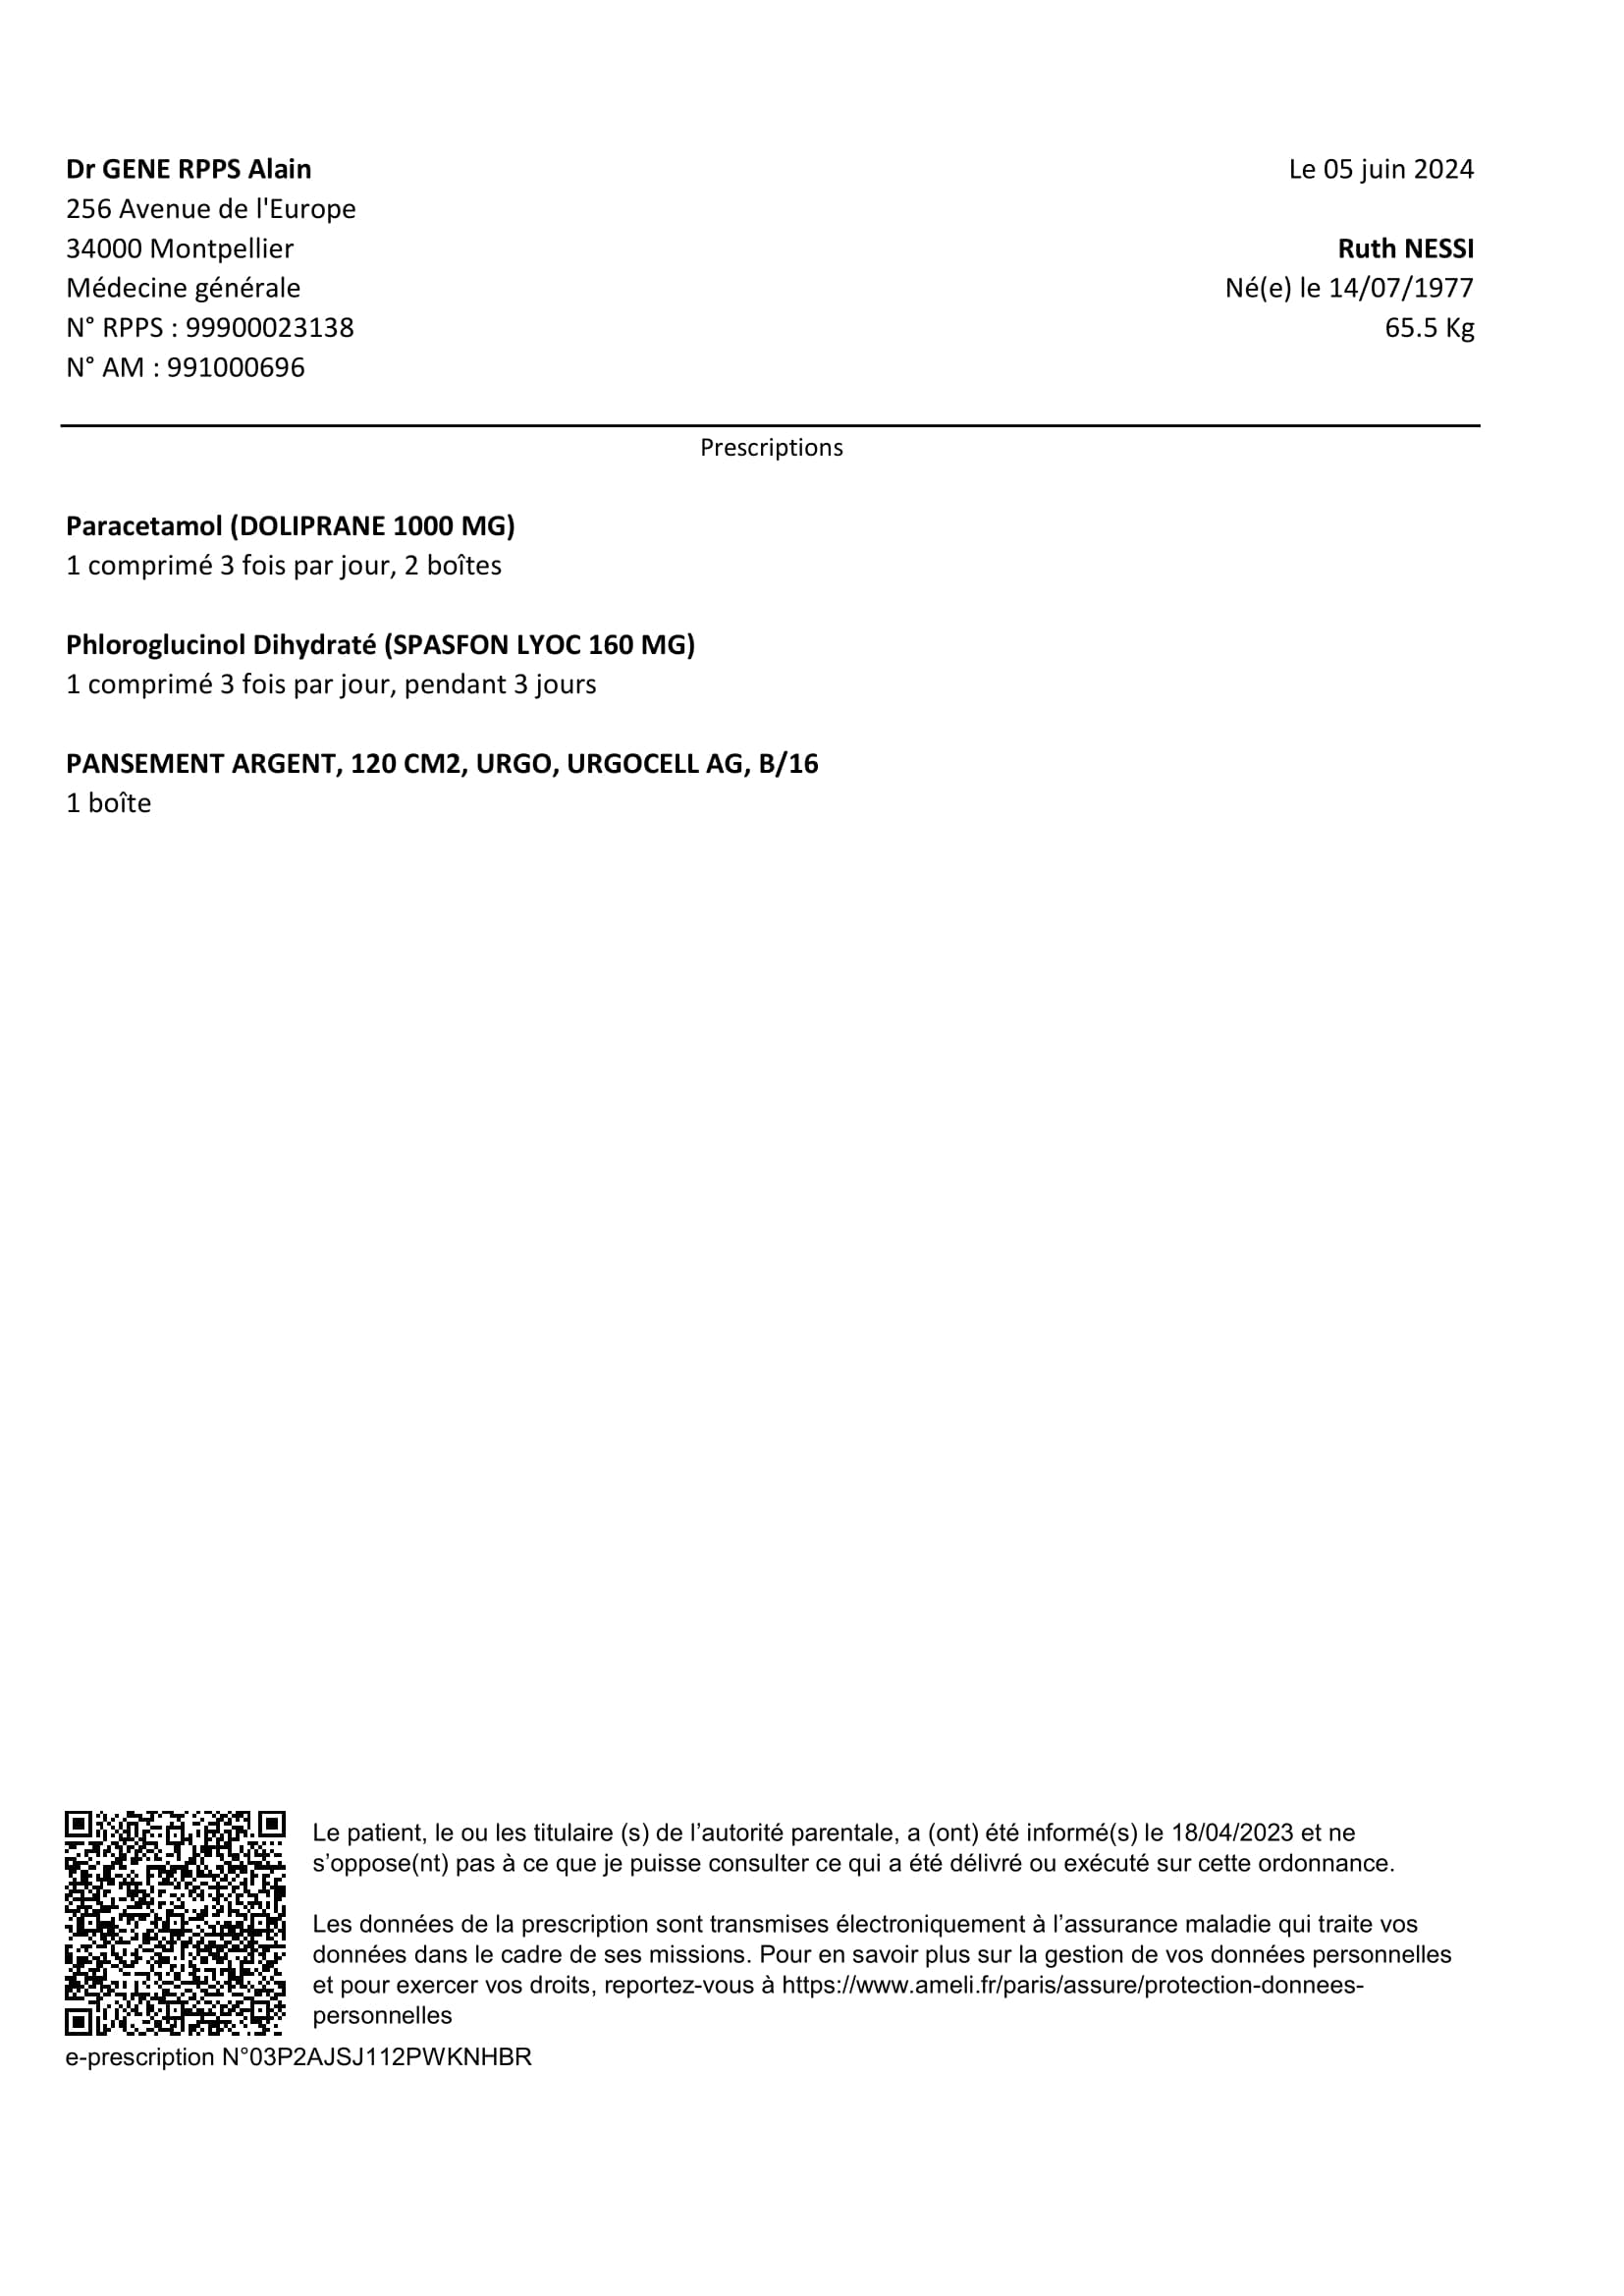 Dr GENE RPPS Alain
256 Avenue de l'Europe
34000 Montpellier
Médecine générale
N° RPPS : 99900023138
N° AM : 991000696
Le 05 juin 2024
Ruth NESSI
Né(e) le 14/07/1977
65.5 Kg
Prescriptions
Paracetamol (DOLIPRANE 1000 MG)
1 comprimé 3 fois par jour, 2 boîtes
Phloroglucinol Dihydraté (SPASFON LYOC 160 MG)
1 comprimé 3 fois par jour, pendant 3 jours
PANSEMENT ARGENT, 120 CM2, URGO, URGOCELL AG, B/16
1 boîte
Le patient, le ou les titulaire (s) de l’autorité parentale, a (ont) été informé(s) le 18/04/2023 et ne
s’oppose(nt) pas à ce que je puisse consulter ce qui a été délivré ou exécuté sur cette ordonnance.
Les données de la prescription sont transmises électroniquement à l’assurance maladie qui traite vos
données dans le cadre de ses missions. Pour en savoir plus sur la gestion de vos données personnelles
et pour exercer vos droits, reportez-vous à https://www.ameli.fr/paris/assure/protection-donnees-
personnelles
e-prescription N°03P2AJSJ112PWKNHBR